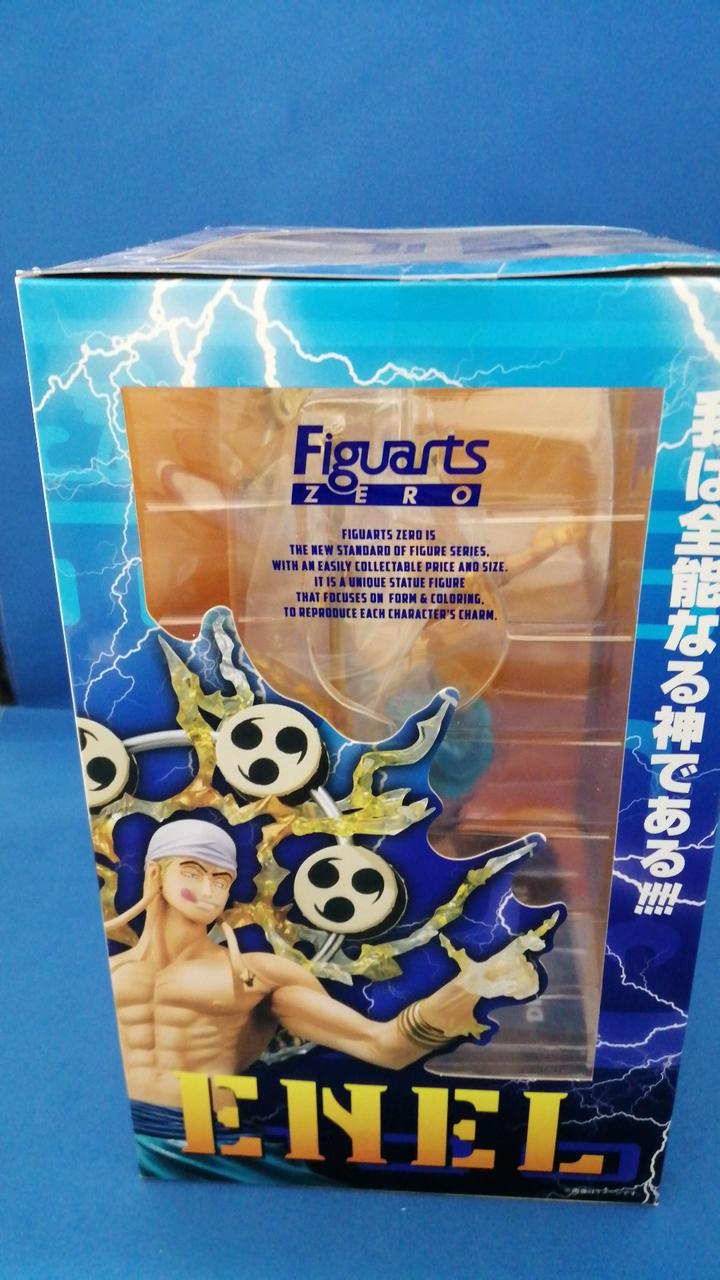 Figuarts
ZERO
FIGUARTS ZERO IS
THE NEW STANDARD OF FIGURE SERIES,
WITH AN EASILY COLLECTABLE PRICE AND SIZE.
IT IS A UNIQUE STATUE FIGURE
THAT FOCUSES ON FORM & COLORING,
TO REPRODUCE EACH CHARACTER'S CHARM.
我は全能なる神である!!!!
ENEL